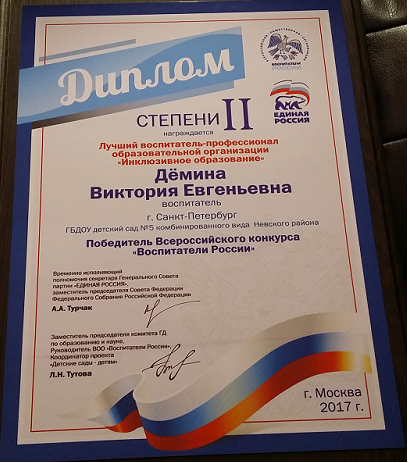 Диплом
ВОСПИТАТЕЛИ
РОССИИ
ЕДИНАЯ
РОССИЯ
СТЕПЕНИ II
награждается
Лучший воспитатель-профессионал
образовательной организации
«Инклюзивное образование»
Дёмина
Виктория Евгеньевна
воспитатель
г. Санкт-Петербург
ГБДОУ детский сад №5 комбинированного вида Невского района
Победитель Всероссийского конкурса
«Воспитатели России»
Временно исполняющий
полномочия секретаря Генерального Совета
партии «ЕДИНАЯ РОССИЯ»,
заместитель председателя Совета Федерации
Федерального Собрания Российской Федерации
А.А. Турчак
Заместитель председателя комитета ГД
по образованию и науке,
Руководитель ВОО «Воспитатели России»,
Координатор проекта
«Детские сады - детям»
Л.Н. Тутова
г. Москва
2017 г.